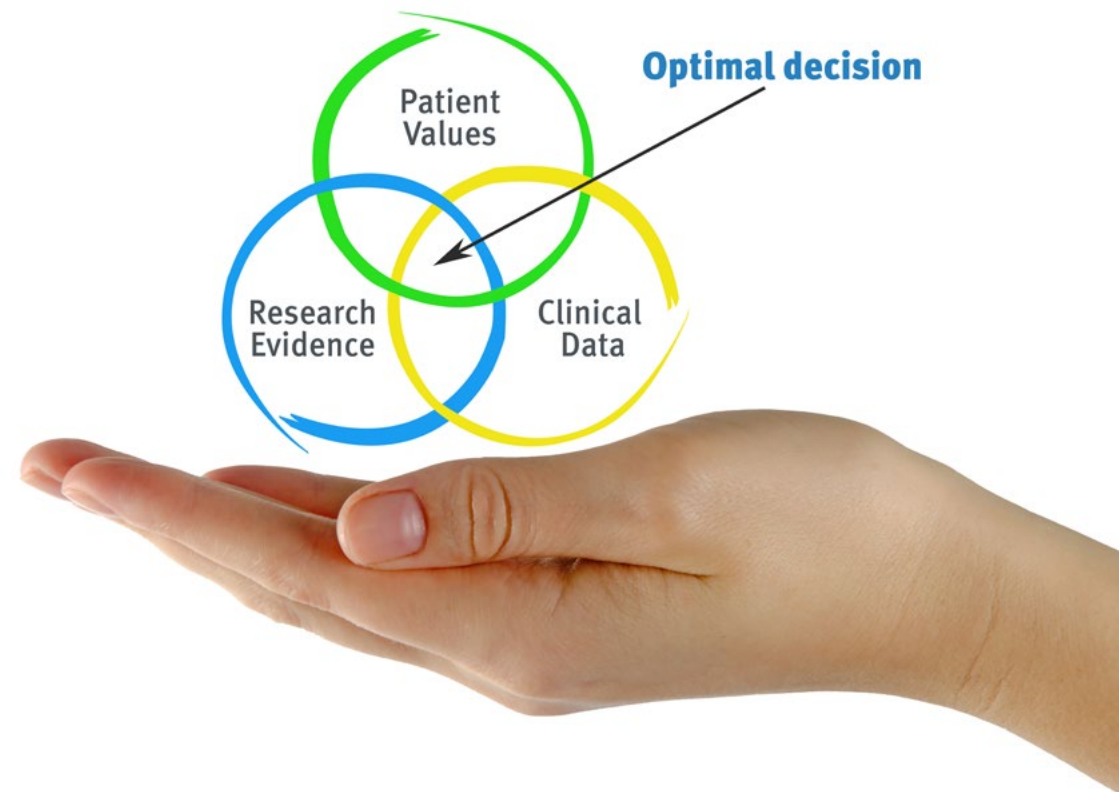 Optimal decision
Patient
Values
Research
Evidence
Clinical
Data